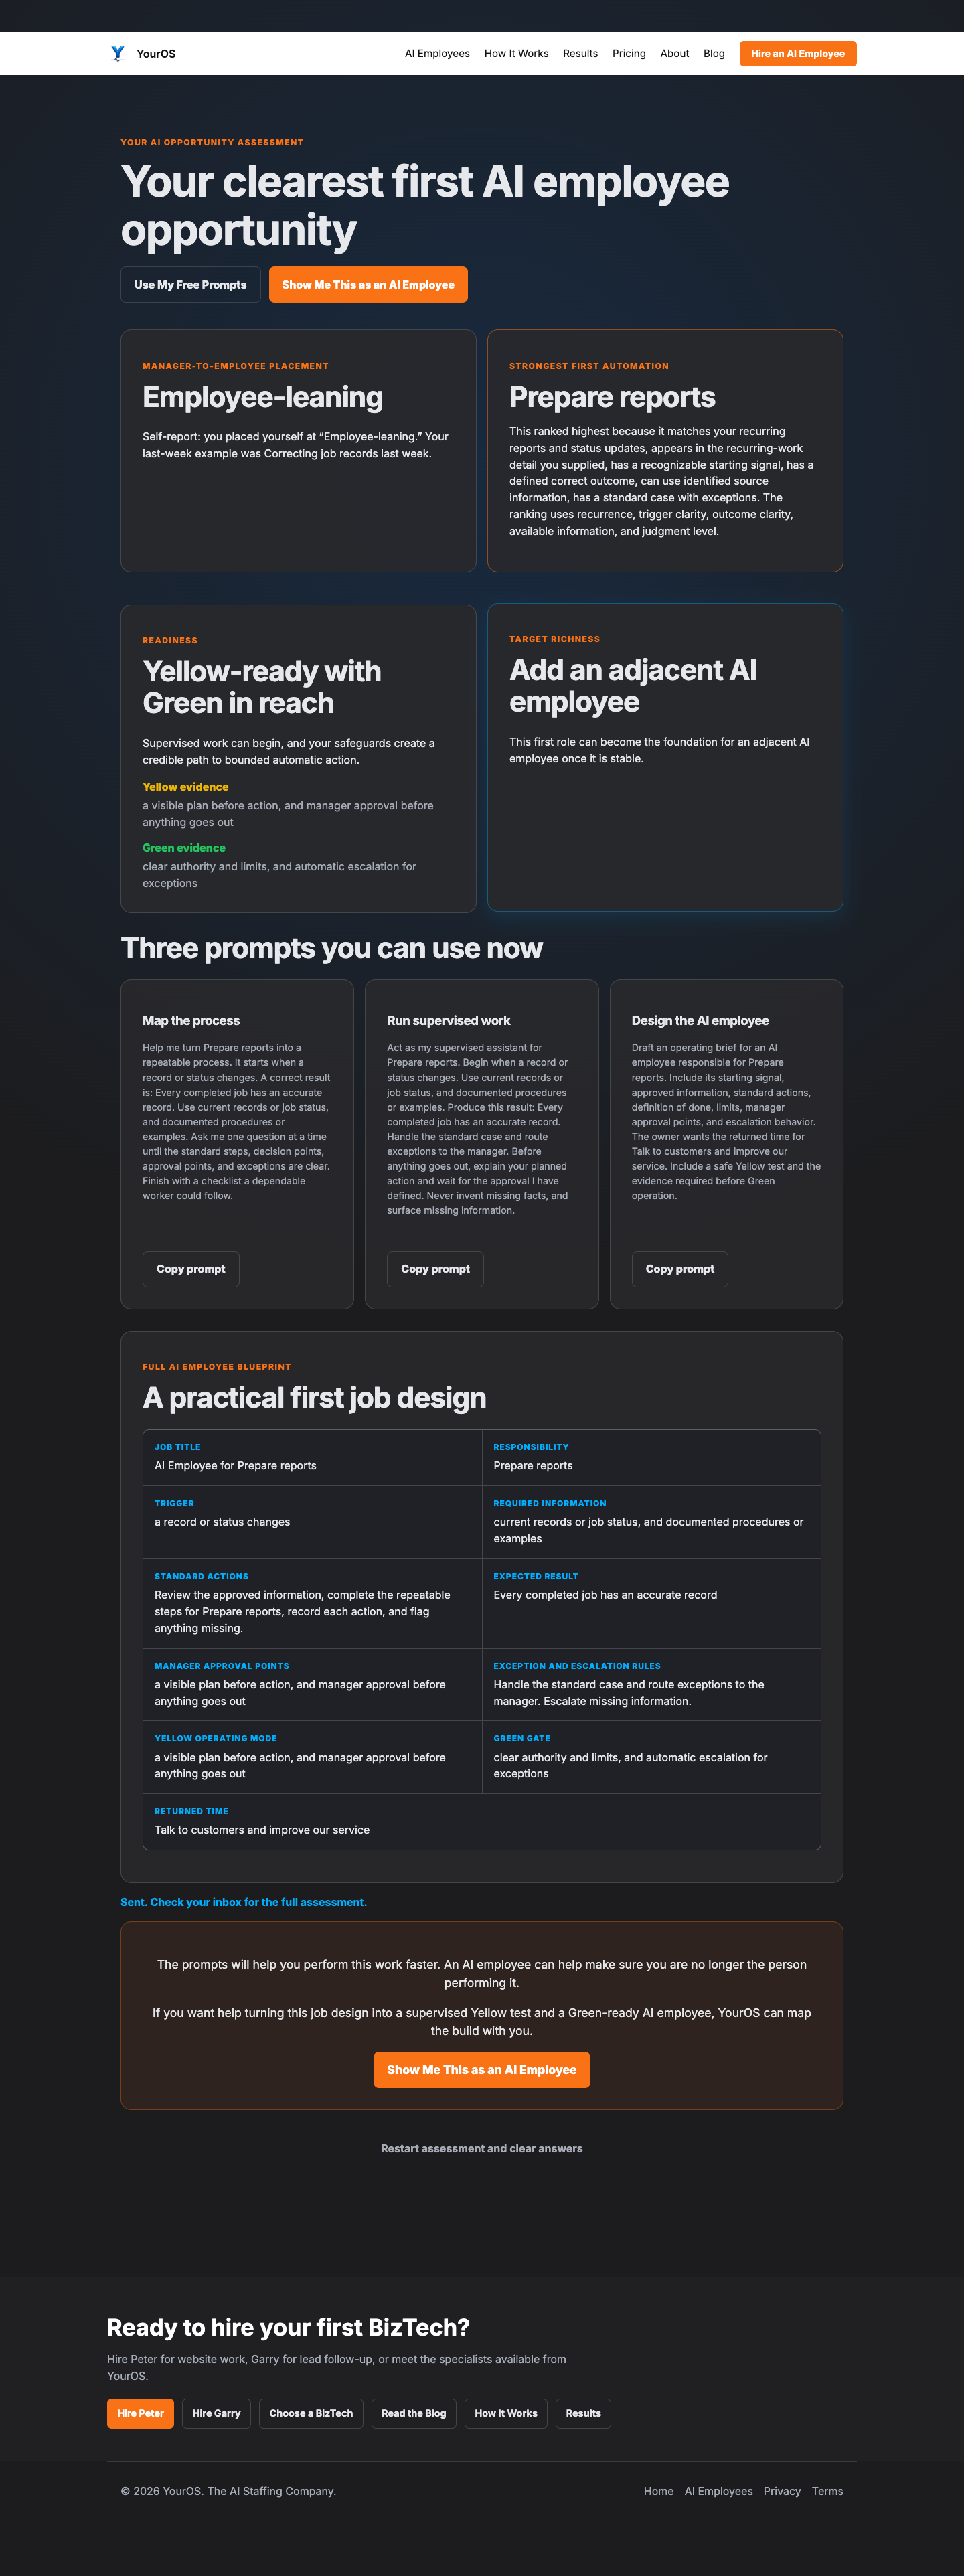 YourOS
AI Employees
How It Works
Results
Pricing
About
Blog
Hire an AI Employee
YOUR AI OPPORTUNITY ASSESSMENT
Your clearest first AI employee
opportunity
Use My Free Prompts
Show Me This as an AI Employee
MANAGER-TO-EMPLOYEE PLACEMENT
Employee-leaning
Self-report: you placed yourself at “Employee-leaning.” Your
last-week example was Correcting job records last week.
STRONGEST FIRST AUTOMATION
Prepare reports
This ranked highest because it matches your recurring
reports and status updates, appears in the recurring-work
detail you supplied, has a recognizable starting signal, has a
defined correct outcome, can use identified source
information, has a standard case with exceptions. The
ranking uses recurrence, trigger clarity, outcome clarity,
available information, and judgment level.
READINESS
Yellow-ready with
Green in reach
Supervised work can begin, and your safeguards create a
credible path to bounded automatic action.
Yellow evidence
a visible plan before action, and manager approval before
anything goes out
Green evidence
clear authority and limits, and automatic escalation for
exceptions
TARGET RICHNESS
Add an adjacent AI
employee
This first role can become the foundation for an adjacent AI
employee once it is stable.
Three prompts you can use now
Map the process
Help me turn Prepare reports into a
repeatable process. It starts when a
record or status changes. A correct result
is: Every completed job has an accurate
record. Use current records or job status,
and documented procedures or
examples. Ask me one question at a time
until the standard steps, decision points,
approval points, and exceptions are clear.
Finish with a checklist a dependable
worker could follow.
Copy prompt
Run supervised work
Act as my supervised assistant for
Prepare reports. Begin when a record or
status changes. Use current records or
job status, and documented procedures
or examples. Produce this result: Every
completed job has an accurate record.
Handle the standard case and route
exceptions to the manager. Before
anything goes out, explain your planned
action and wait for the approval I have
defined. Never invent missing facts, and
surface missing information.
Copy prompt
Design the AI employee
Draft an operating brief for an AI
employee responsible for Prepare
reports. Include its starting signal,
approved information, standard actions,
definition of done, limits, manager
approval points, and escalation behavior.
The owner wants the returned time for
Talk to customers and improve our
service. Include a safe Yellow test and the
evidence required before Green
operation.
Copy prompt
FULL AI EMPLOYEE BLUEPRINT
A practical first job design
JOB TITLE
AI Employee for Prepare reports
RESPONSIBILITY
Prepare reports
TRIGGER
a record or status changes
REQUIRED INFORMATION
current records or job status, and documented procedures or
examples
STANDARD ACTIONS
Review the approved information, complete the repeatable
steps for Prepare reports, record each action, and flag
anything missing.
EXPECTED RESULT
Every completed job has an accurate record
MANAGER APPROVAL POINTS
a visible plan before action, and manager approval before
anything goes out
EXCEPTION AND ESCALATION RULES
Handle the standard case and route exceptions to the
manager. Escalate missing information.
YELLOW OPERATING MODE
a visible plan before action, and manager approval before
anything goes out
GREEN GATE
clear authority and limits, and automatic escalation for
exceptions
RETURNED TIME
Talk to customers and improve our service
Sent. Check your inbox for the full assessment.
The prompts will help you perform this work faster. An AI employee can help make sure you are no longer the person
performing it.
If you want help turning this job design into a supervised Yellow test and a Green-ready AI employee, YourOS can map
the build with you.
Show Me This as an AI Employee
Restart assessment and clear answers
Ready to hire your first BizTech?
Hire Peter for website work, Garry for lead follow-up, or meet the specialists available from
YourOS.
Hire Peter
Hire Garry
Choose a BizTech
Read the Blog
How It Works
Results
© 2026 YourOS. The AI Staffing Company.
Home
AI Employees
Privacy
Terms